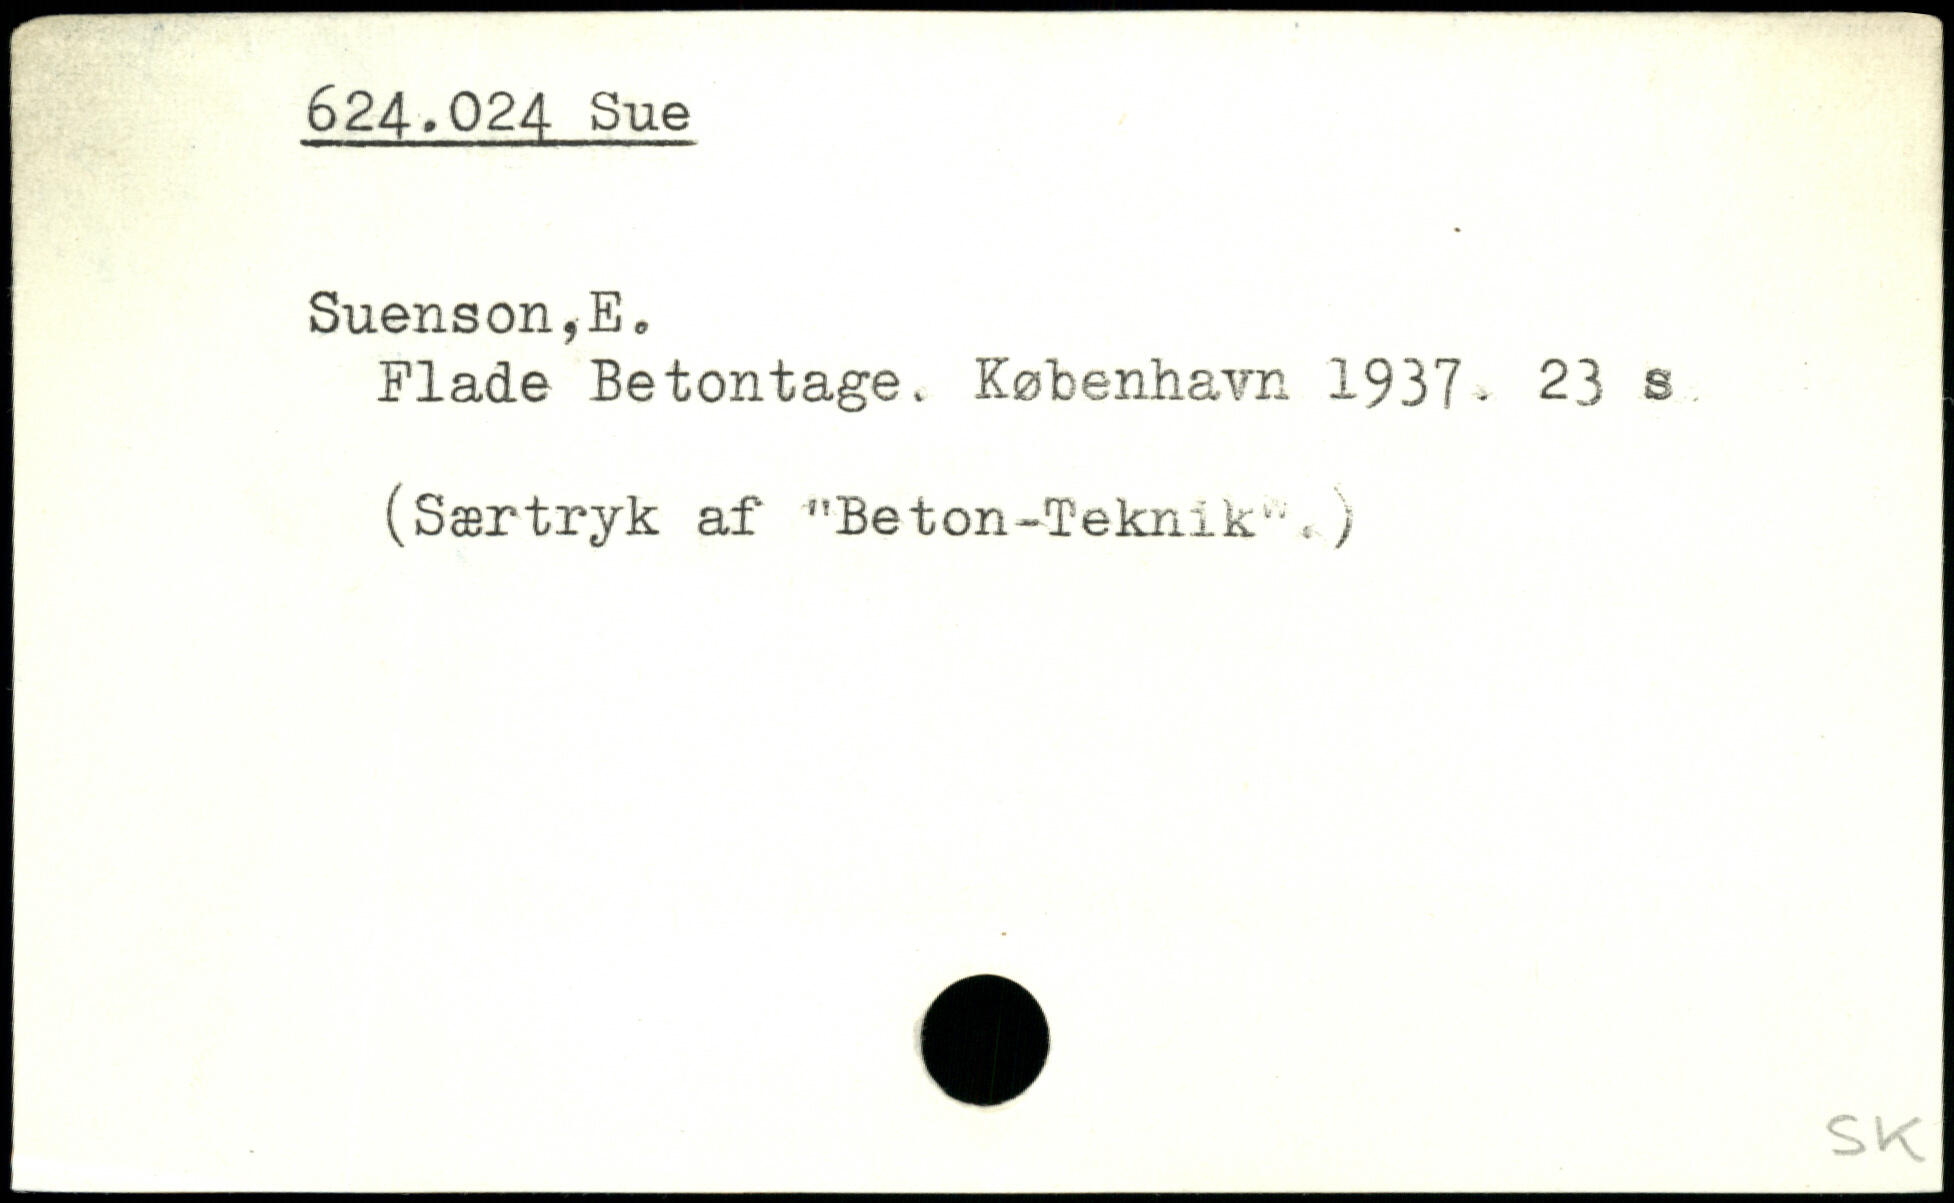 624.024 Sue
Suenson,E.
Flade Betontage. København 1937. 23 s.
(Særtryk af "Beton-Teknik".)
SK